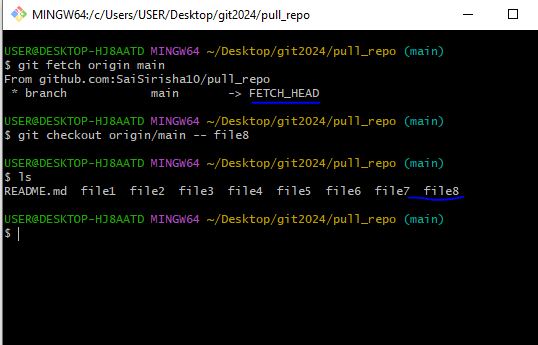 MINGW64:/c/Users/USER/Desktop/git2024/pull_repo
USER@DESKTOP-HJ8AATD MINGW64 ~/Desktop/git2024/pull_repo (main)
$ git fetch origin main
From github.com:SaiSirisha10/pull_repo
 * branch            main       -> FETCH_HEAD
USER@DESKTOP-HJ8AATD MINGW64 ~/Desktop/git2024/pull_repo (main)
$ git checkout origin/main -- file8
USER@DESKTOP-HJ8AATD MINGW64 ~/Desktop/git2024/pull_repo (main)
$ ls
README.md  file1  file2  file3  file4  file5  file6  file7  file8
USER@DESKTOP-HJ8AATD MINGW64 ~/Desktop/git2024/pull_repo (main)
$